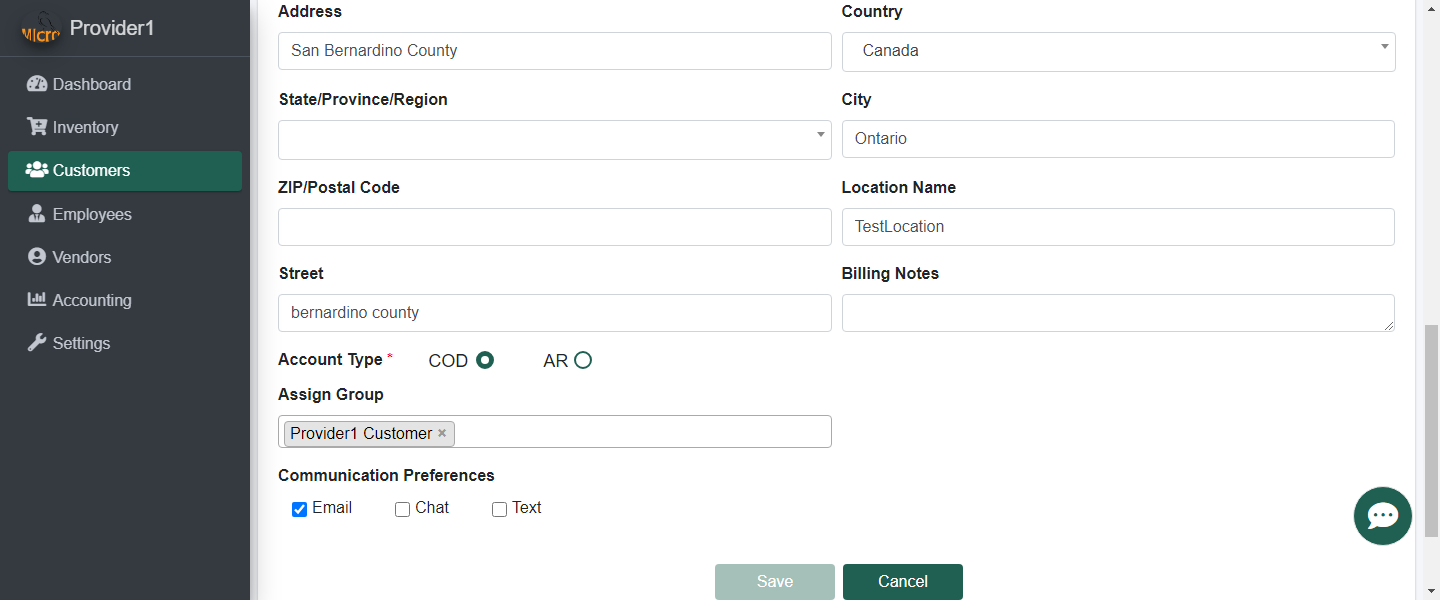 Micro
Provider1
Dashboard
Inventory
Customers
Employees
Vendors
Accounting
Settings
Address
Country
San Bernardino County
Canada
State/Province/Region
City
Ontario
ZIP/Postal Code
Location Name
TestLocation
Street
Billing Notes
bernardino county
Account Type * COD AR
Assign Group
Provider1 Customer ×
Communication Preferences
Email Chat Text
Save Cancel